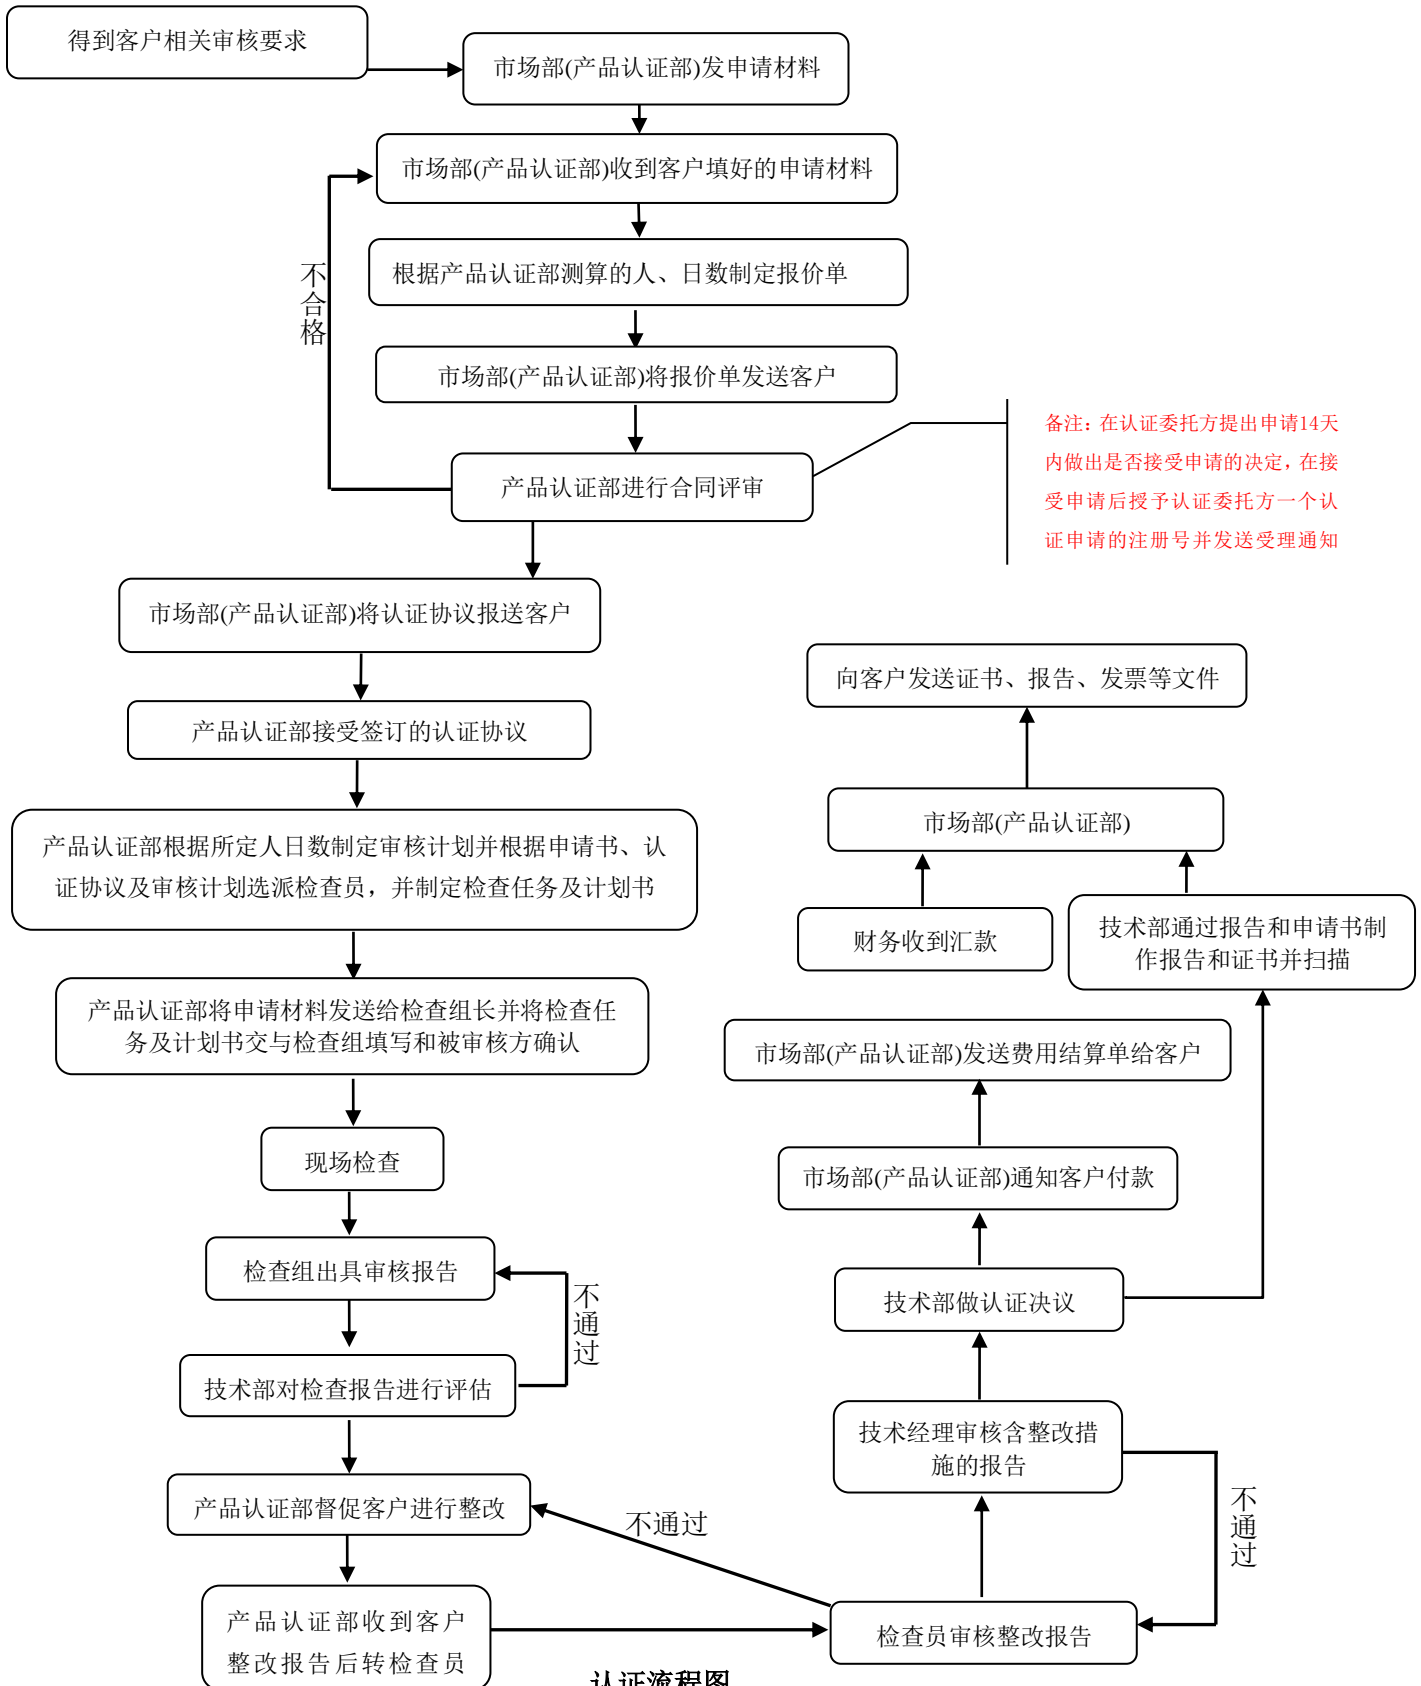 得到客户相关审核要求
市场部(产品认证部)发申请材料
市场部(产品认证部)收到客户填好的申请材料
根据产品认证部测算的人、日数制定报价单
不合格
市场部(产品认证部)将报价单发送客户
产品认证部进行合同评审
备注：在认证委托方提出申请14天
内做出是否接受申请的决定，在接
受申请后授予认证委托方一个认
证申请的注册号并发送受理通知
市场部(产品认证部)将认证协议报送客户
产品认证部接受签订的认证协议
产品认证部根据所定人日数制定审核计划并根据申请书、认
证协议及审核计划选派检查员，并制定检查任务及计划书
产品认证部将申请材料发送给检查组长并将检查任
务及计划书交与检查组填写和被审核方确认
现场检查
检查组出具审核报告
不通过
技术部对检查报告进行评估
产品认证部督促客户进行整改
不通过
产品认证部收到客户
整改报告后转检查员
检查员审核整改报告
不通过
技术经理审核含整改措
施的报告
技术部做认证决议
市场部(产品认证部)通知客户付款
市场部(产品认证部)发送费用结算单给客户
财务收到汇款
技术部通过报告和申请书制
作报告和证书并扫描
市场部(产品认证部)
向客户发送证书、报告、发票等文件
认证流程图